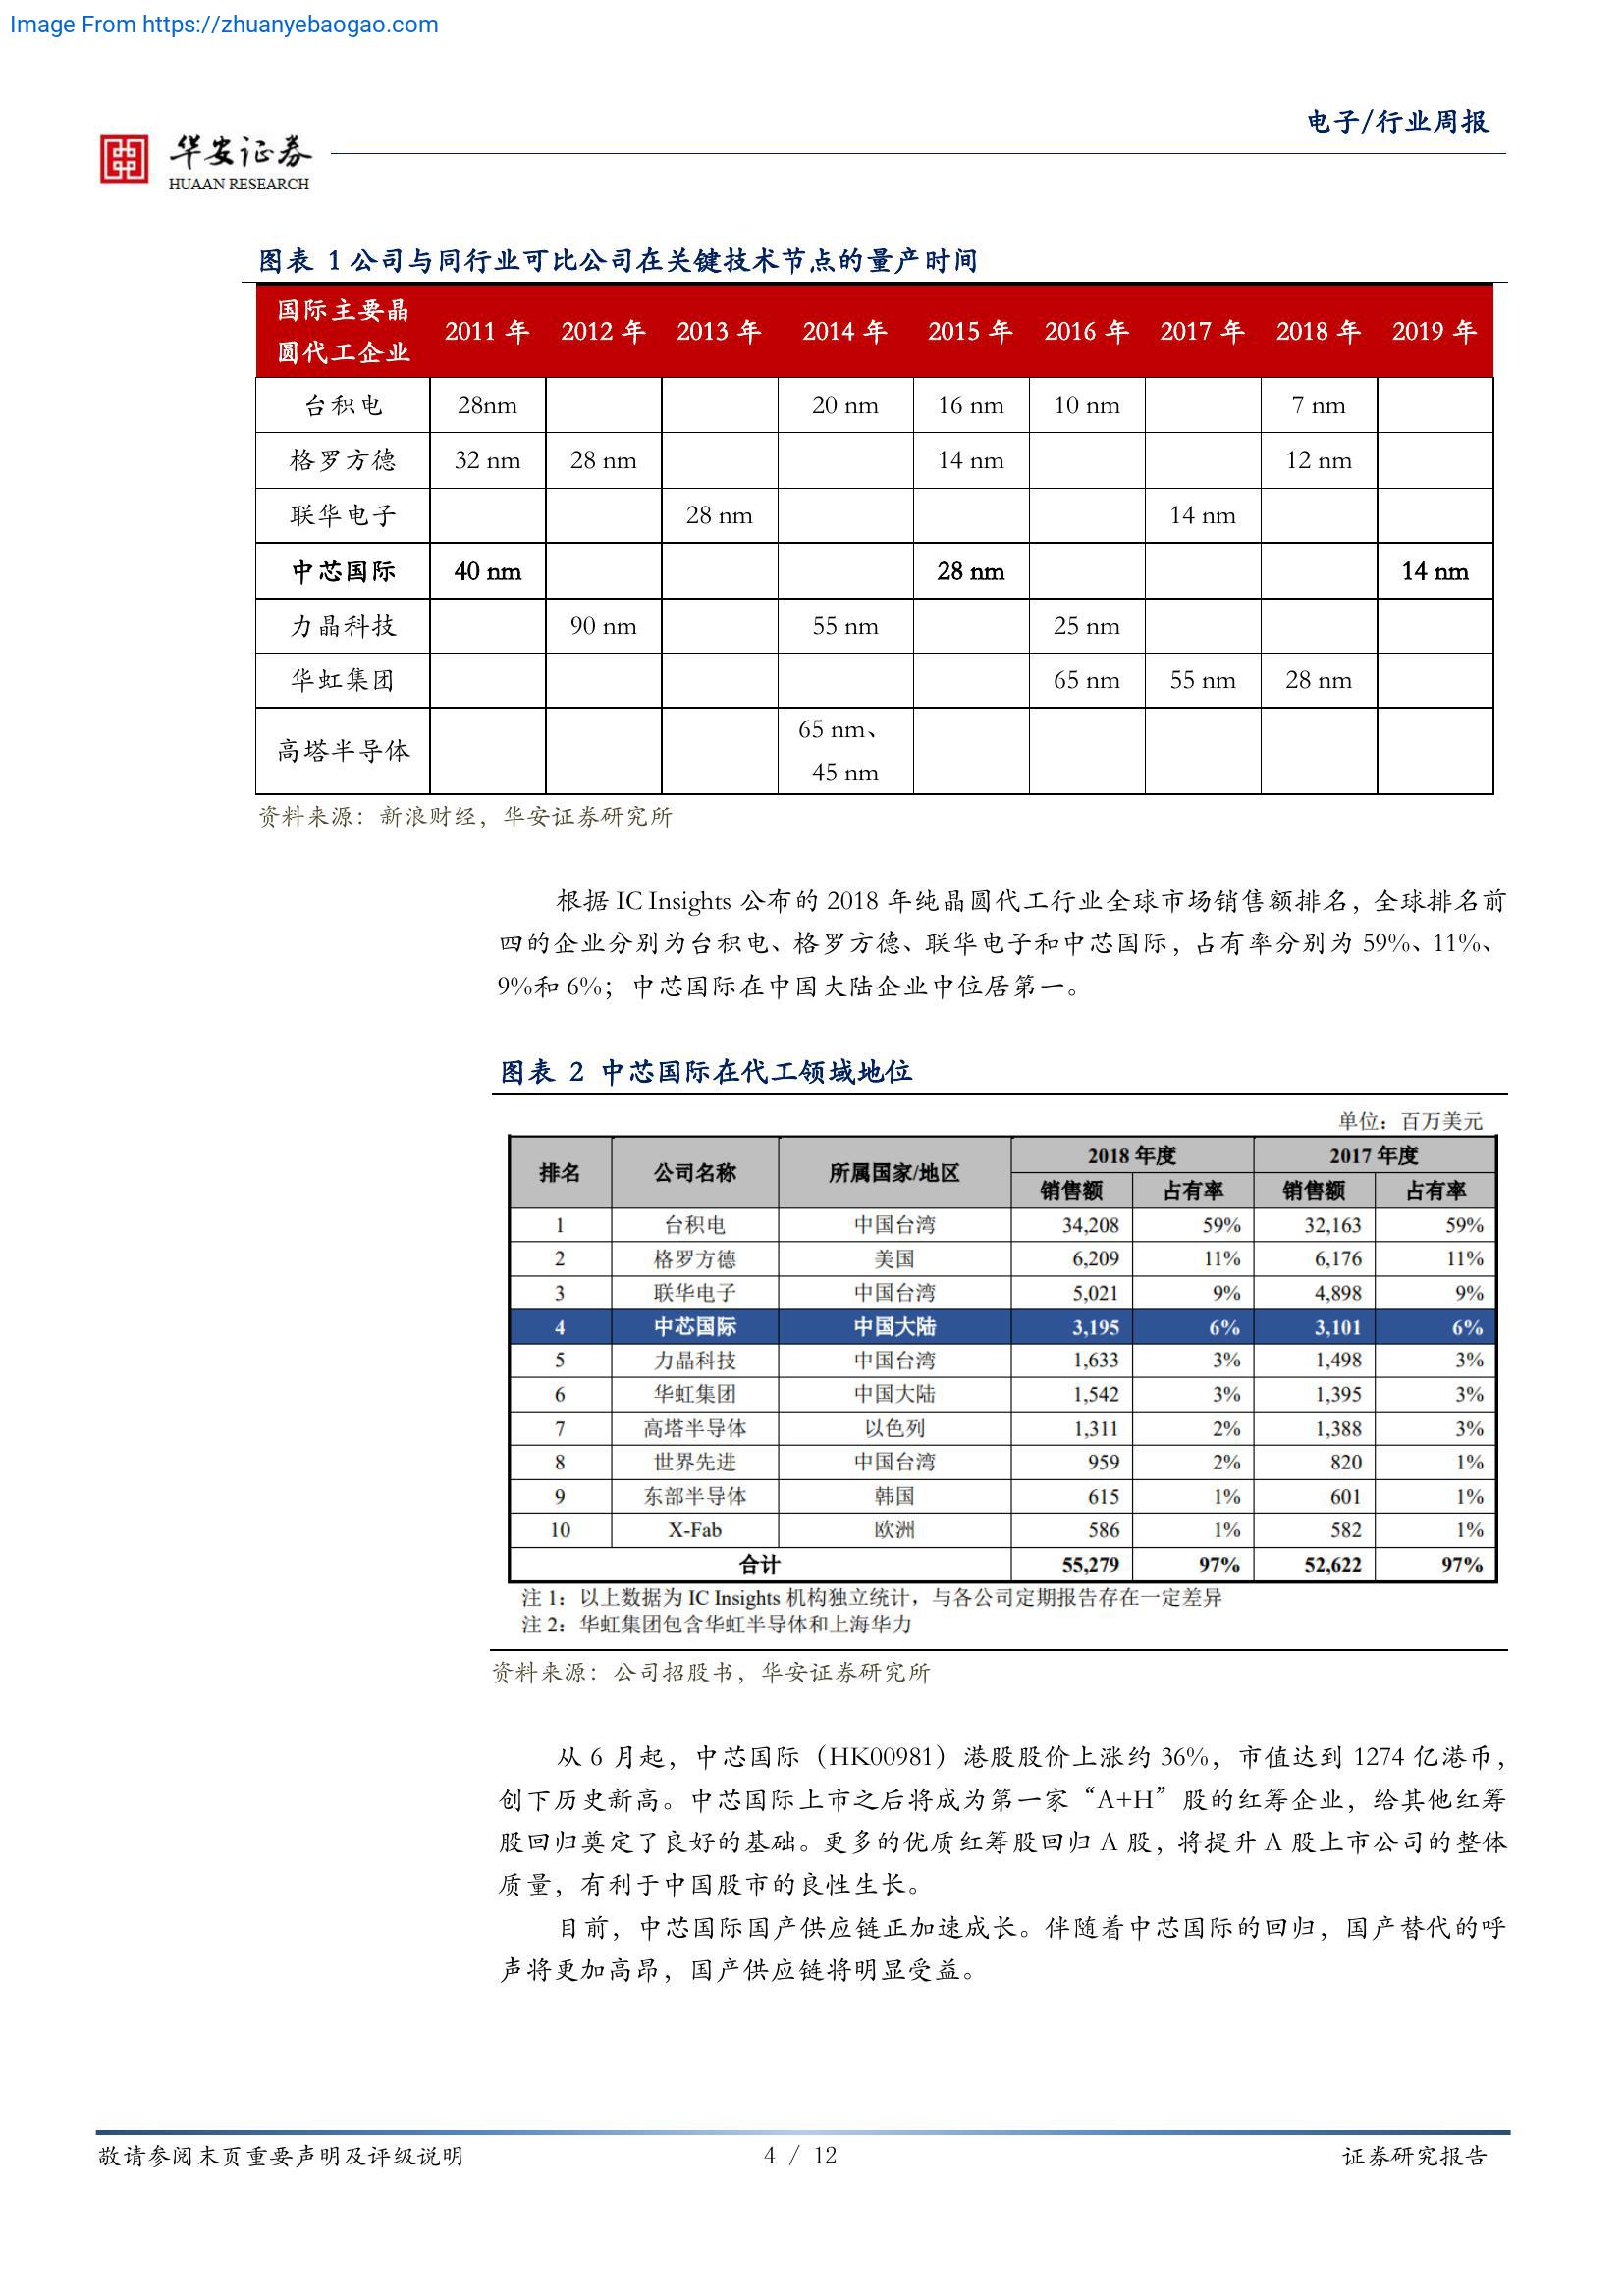 Image From https://zhuanyebaogao.com
电子/行业周报
华安证券
HUAAN RESEARCH
图表 1 公司与同行业可比公司在关键技术节点的量产时间
国际主要晶圆代工企业 2011 年 2012 年 2013 年 2014 年 2015 年 2016 年 2017 年 2018 年 2019 年
台积电 28nm 20 nm 16 nm 10 nm 7 nm
格罗方德 32 nm 28 nm 14 nm 12 nm
联华电子 28 nm 14 nm
中芯国际 40 nm 28 nm 14 nm
力晶科技 90 nm 55 nm 25 nm
华虹集团 65 nm 55 nm 28 nm
高塔半导体 65 nm、45 nm
资料来源：新浪财经，华安证券研究所
根据 IC Insights 公布的 2018 年纯晶圆代工行业全球市场销售额排名，全球排名前
四的企业分别为台积电、格罗方德、联华电子和中芯国际，占有率分别为 59%、11%、
9%和 6%；中芯国际在中国大陆企业中位居第一。
图表 2 中芯国际在代工领域地位
单位：百万美元
排名 公司名称 所属国家/地区 2018 年度 2017 年度
销售额 占有率 销售额 占有率
1 台积电 中国台湾 34,208 59% 32,163 59%
2 格罗方德 美国 6,209 11% 6,176 11%
3 联华电子 中国台湾 5,021 9% 4,898 9%
4 中芯国际 中国大陆 3,195 6% 3,101 6%
5 力晶科技 中国台湾 1,633 3% 1,498 3%
6 华虹集团 中国大陆 1,542 3% 1,395 3%
7 高塔半导体 以色列 1,311 2% 1,388 3%
8 世界先进 中国台湾 959 2% 820 1%
9 东部半导体 韩国 615 1% 601 1%
10 X-Fab 欧洲 586 1% 582 1%
合计 55,279 97% 52,622 97%
注 1：以上数据为 IC Insights 机构独立统计，与各公司定期报告存在一定差异
注 2：华虹集团包含华虹半导体和上海华力
资料来源：公司招股书，华安证券研究所
从 6 月起，中芯国际（HK00981）港股股价上涨约 36%，市值达到 1274 亿港币，
创下历史新高。中芯国际上市之后将成为第一家“A+H”股的红筹企业，给其他红筹
股回归奠定了良好的基础。更多的优质红筹股回归 A 股，将提升 A 股上市公司的整体
质量，有利于中国股市的良性生长。
目前，中芯国际国产供应链正加速成长。伴随着中芯国际的回归，国产替代的呼
声将更加高昂，国产供应链将明显受益。
敬请参阅末页重要声明及评级说明
4 / 12
证券研究报告